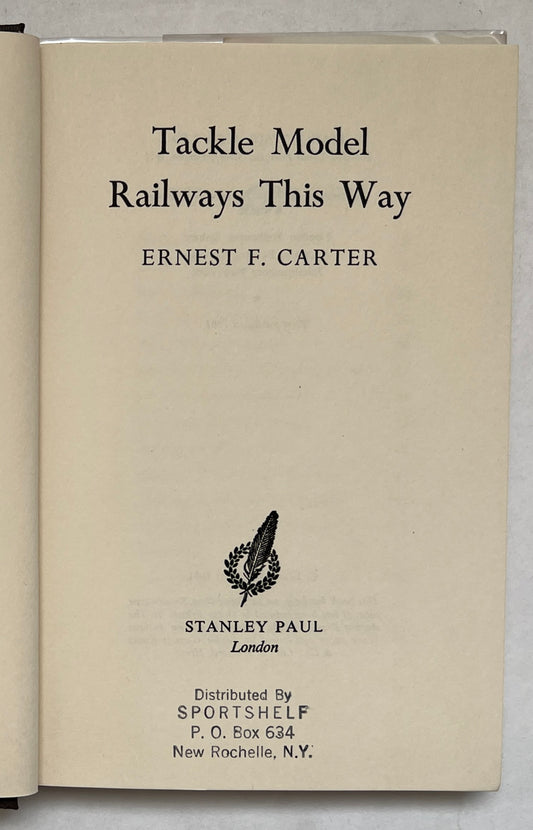 Tackle Model
Railways This Way
ERNEST F. CARTER
STANLEY PAUL
London
Distributed By
SPORTSHELF
P. O. Box 634
New Rochelle, N.Y.